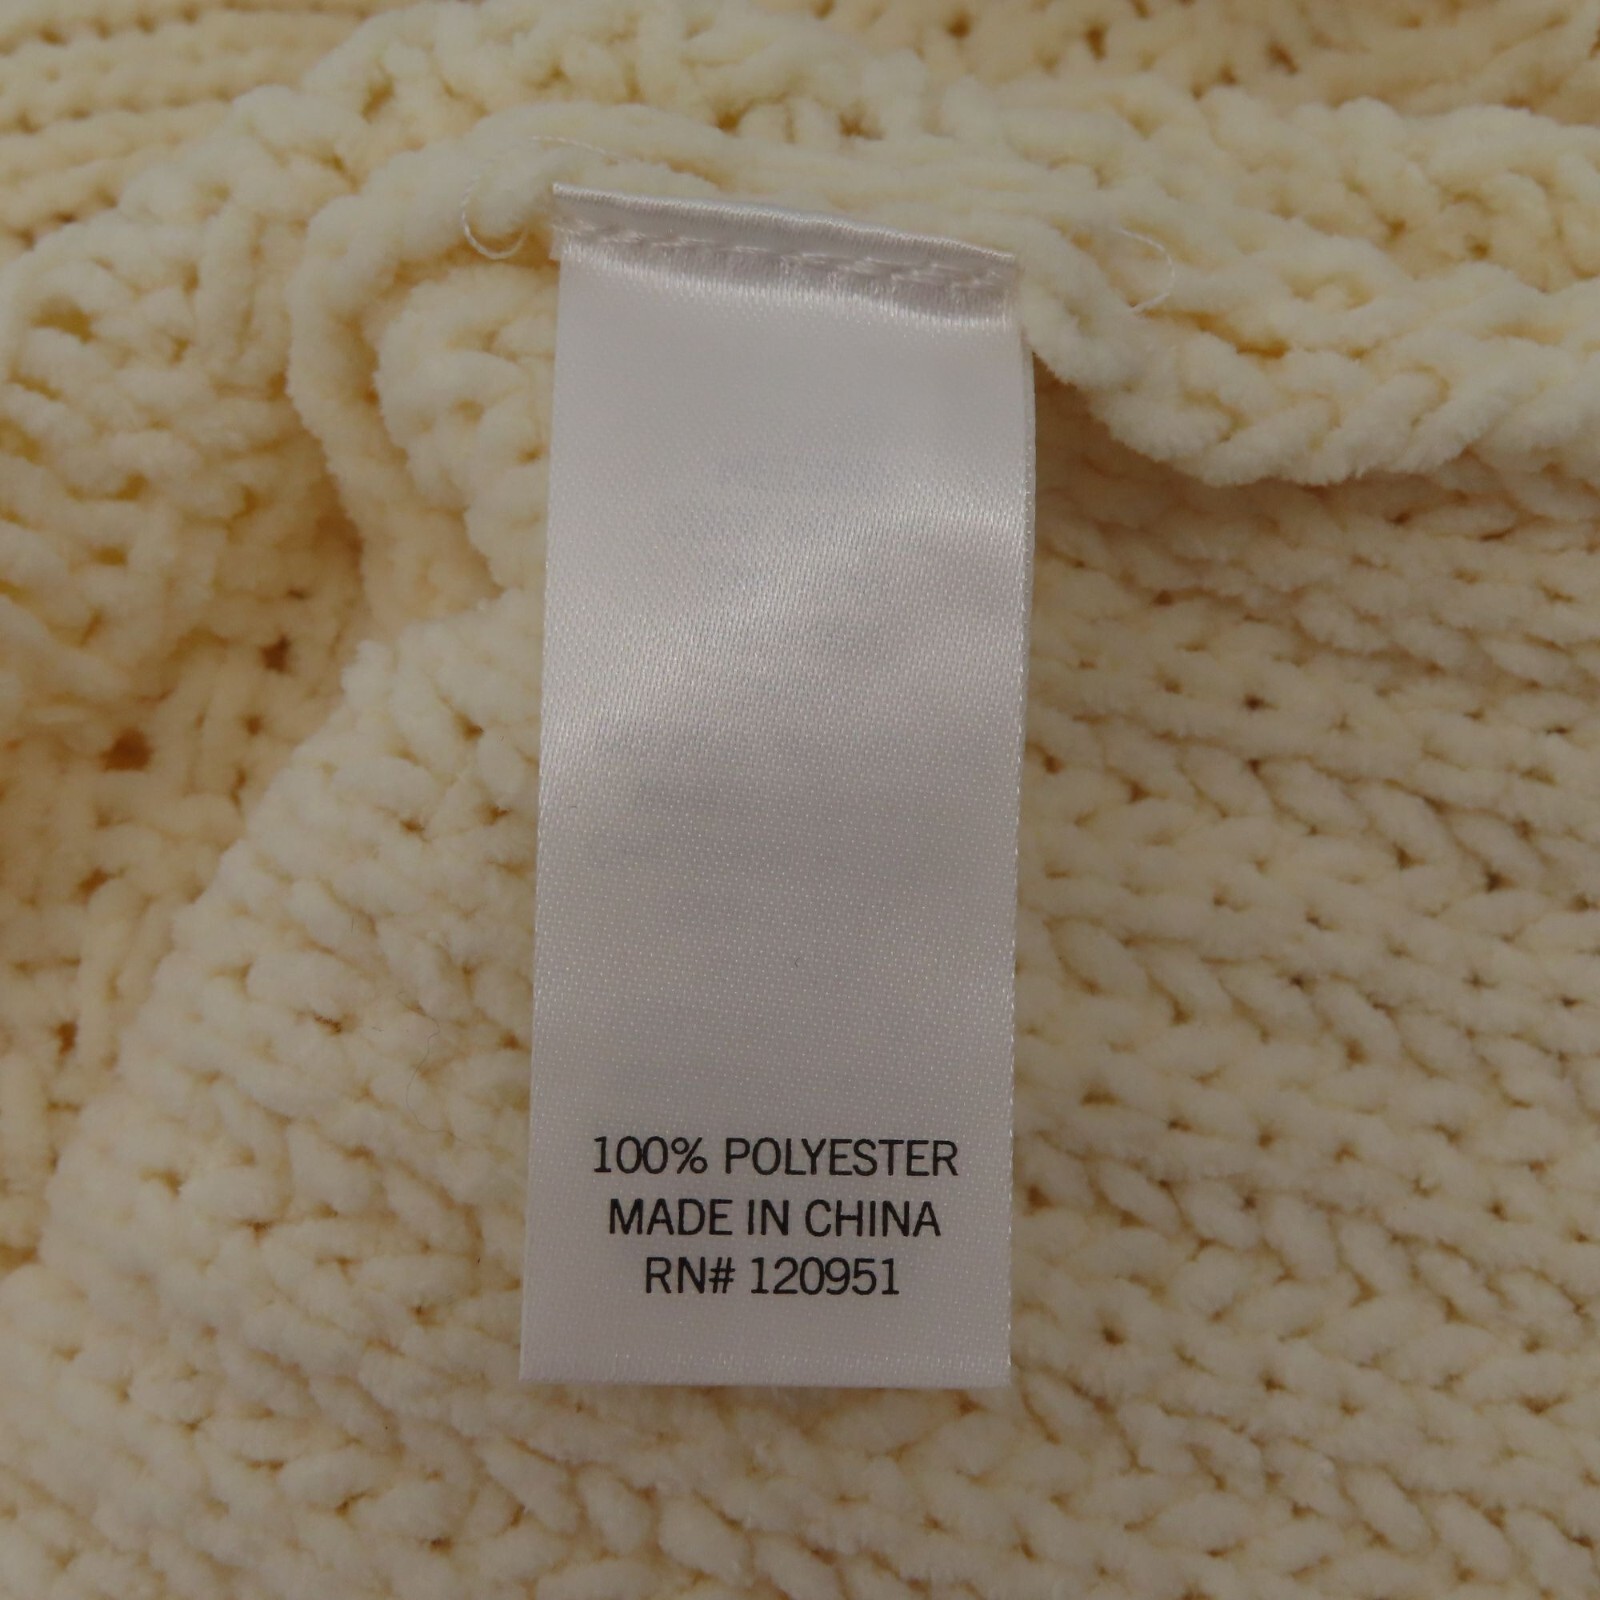 100% POLYESTER
MADE IN CHINA
RN# 120951